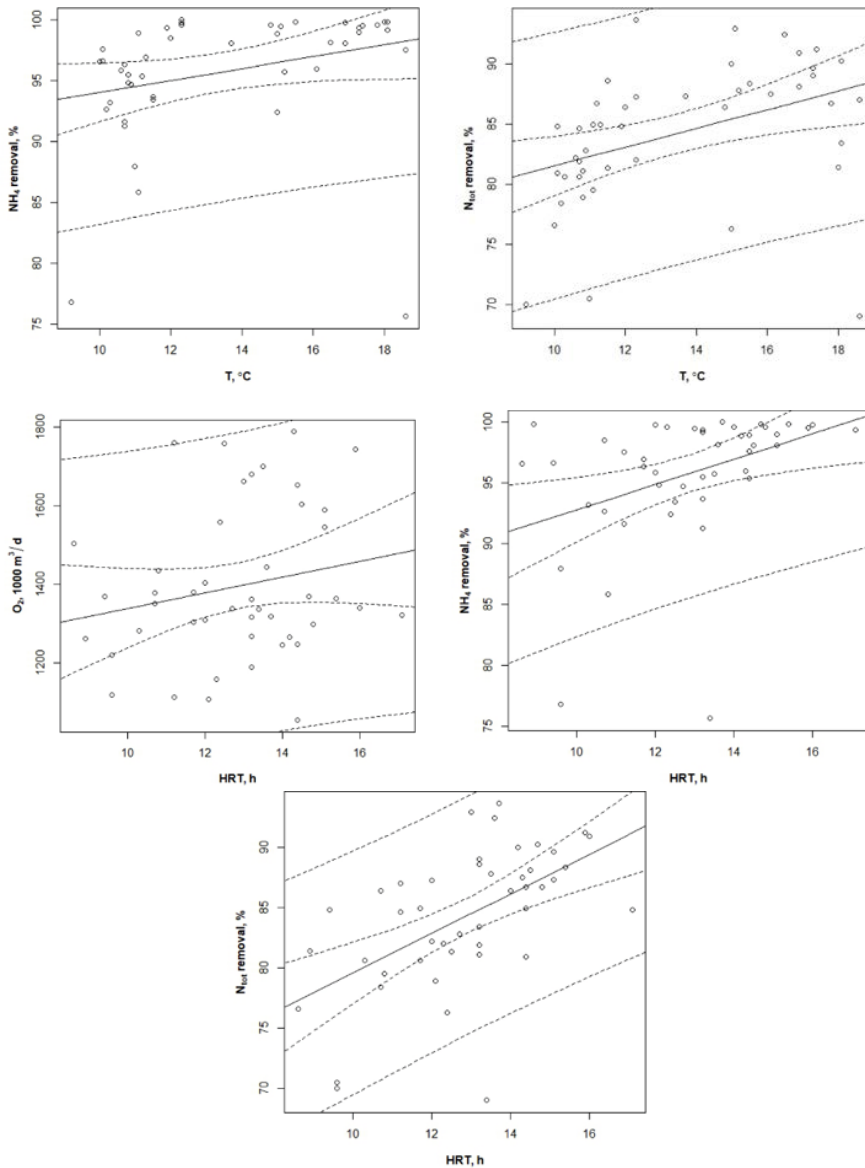 100
95
90
85
80
75
NH4 removal, %
10 12 14 16 18
T, °C
90
85
80
75
70
Ntot removal, %
10 12 14 16 18
T, °C
1800
1600
1400
1200
O2, 1000 m3/ d
10 12 14 16
HRT, h
100
95
90
85
80
75
NH4 removal, %
10 12 14 16
HRT, h
90
85
80
75
70
Ntot removal, %
10 12 14 16
HRT, h